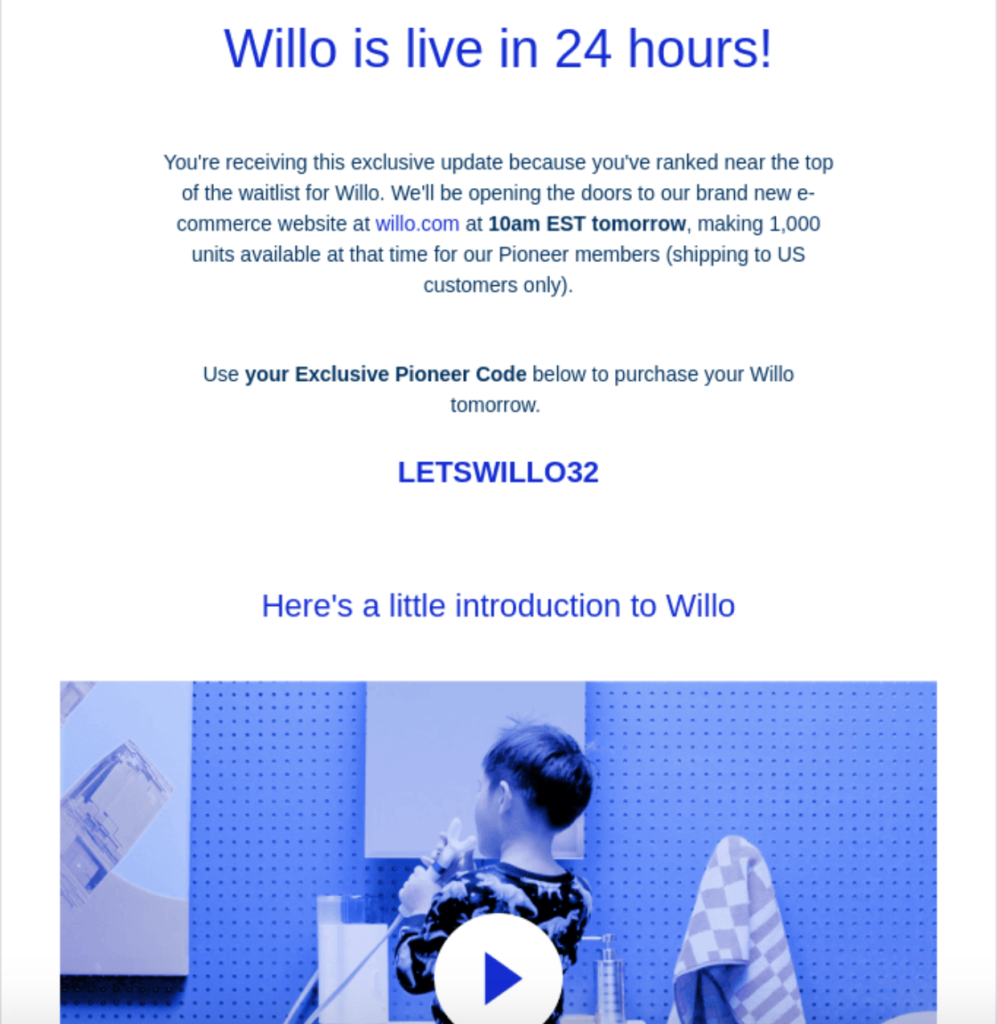 Willo is live in 24 hours!
You're receiving this exclusive update because you've ranked near the top
of the waitlist for Willo. We'll be opening the doors to our brand new e-
commerce website at willo.com at 10am EST tomorrow, making 1,000
units available at that time for our Pioneer members (shipping to US
customers only).
Use your Exclusive Pioneer Code below to purchase your Willo
tomorrow.
LETSWILLO32
Here's a little introduction to Willo